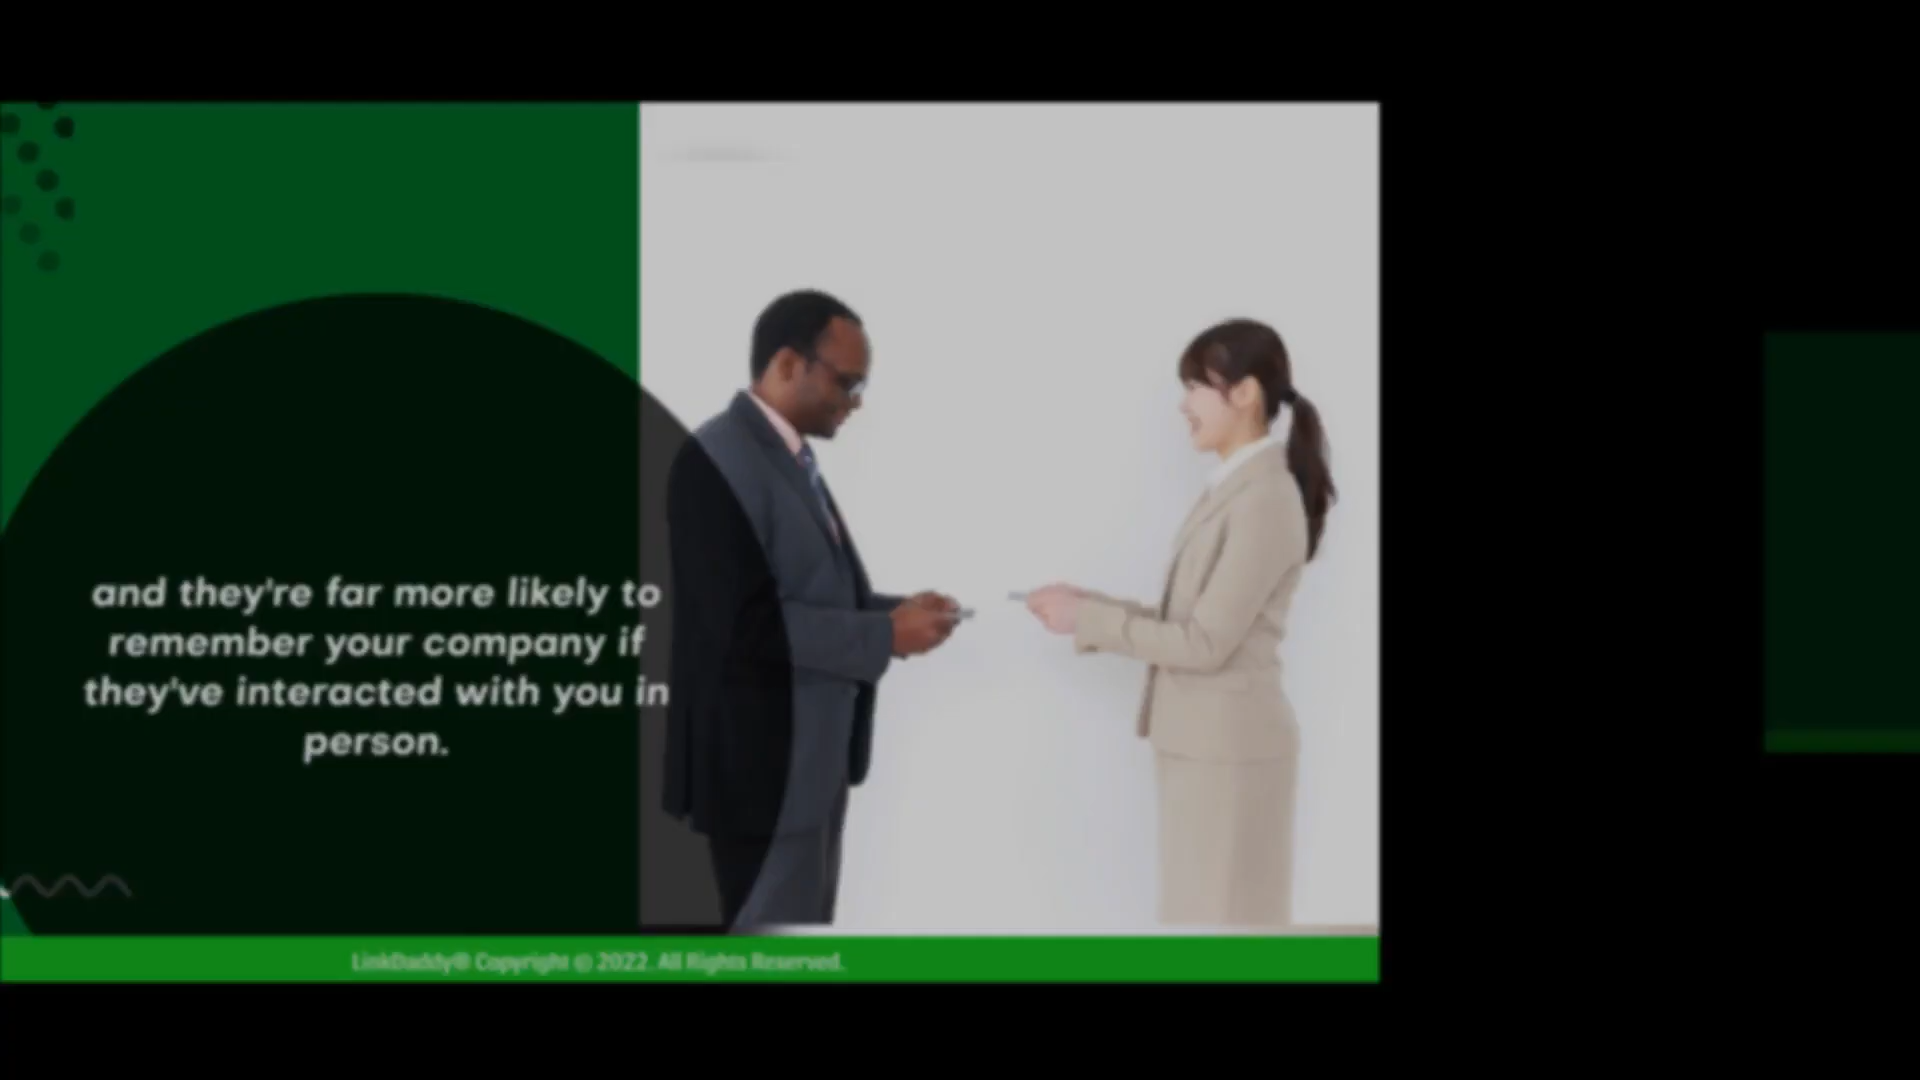 and they're far more likely to
remember your company if
they've interacted with you in
person.
LinkDaddy® Copyright © 2022. All Rights Reserved.